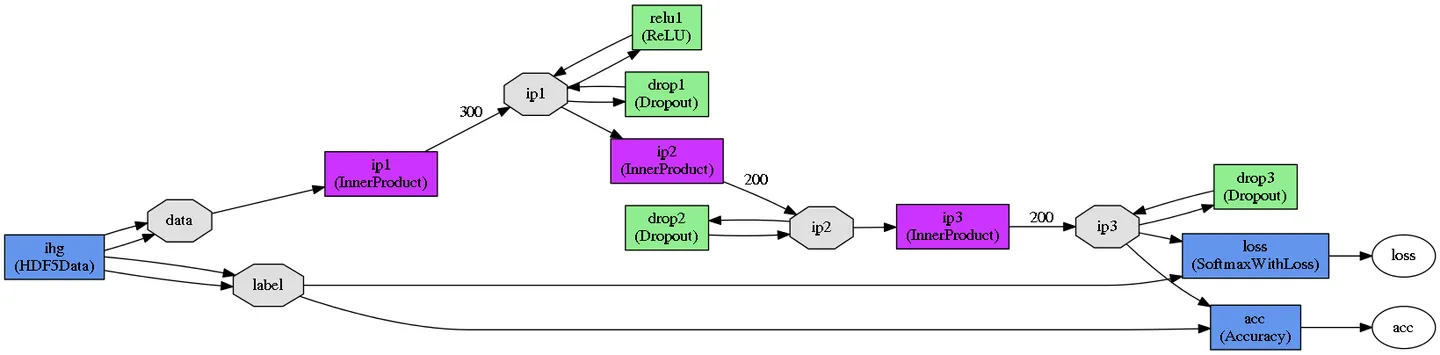 ihg
(HDF5Data)
data
label
ip1
(InnerProduct)
300
ip1
relu1
(ReLU)
drop1
(Dropout)
ip2
(InnerProduct)
200
drop2
(Dropout)
ip2
ip3
(InnerProduct)
200
ip3
drop3
(Dropout)
loss
(SoftmaxWithLoss)
loss
acc
(Accuracy)
acc